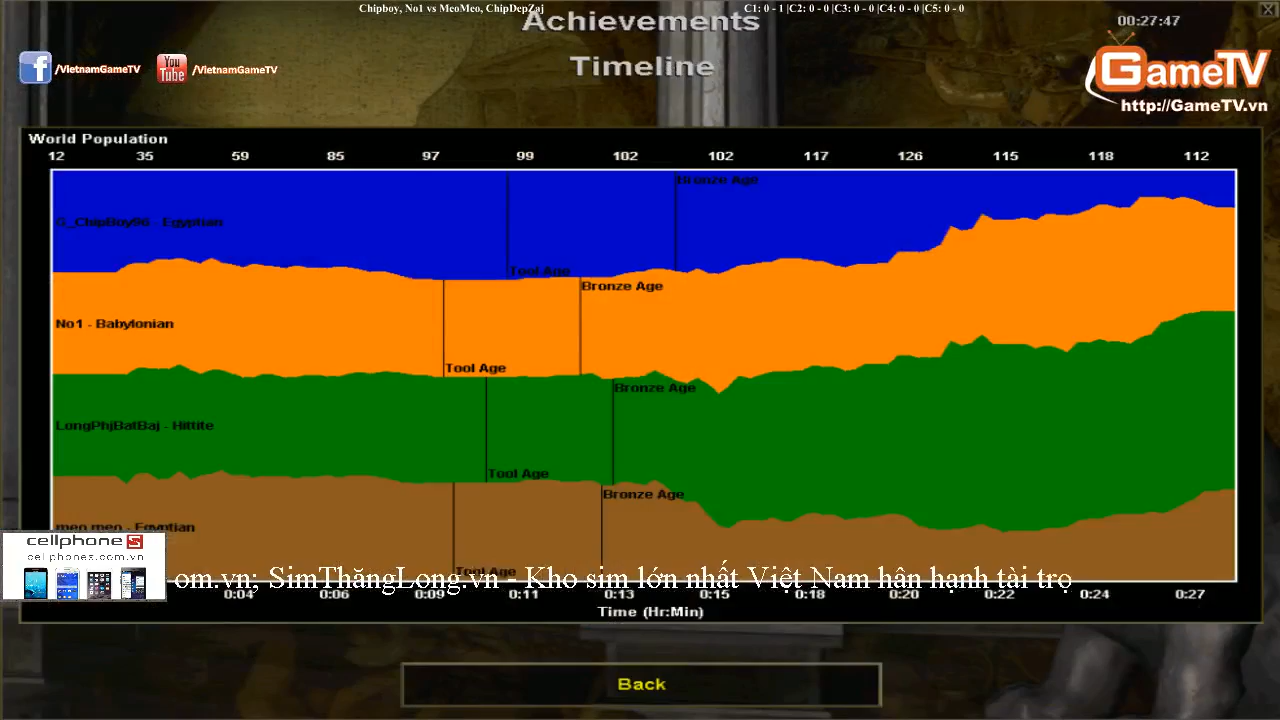 Chipboy, No1 vs MeoMeo, ChipDepZaj
C1: 0 - 1 |C2: 0 - 0 |C3: 0 - 0 |C4: 0 - 0 |C5: 0 - 0
Achievements
00:27:47
Timeline
/VietnamGameTV
You Tube /VietnamGameTV
GameTV
http://GameTV.vn
World Population
12 35 59 85 97 99 102 102 117 126 115 118 112
Bronze Age
G_ChipBoy96 - Egyptian
Tool Age
Bronze Age
No1 - Babylonian
Tool Age
Bronze Age
LongPhjBatBaj - Hittite
Tool Age
Bronze Age
meo meo - Egyptian
Tool Age
cellphoneS
cellphones.com.vn
om.vn; SimThăngLong.vn - Kho sim lớn nhất Việt Nam hân hạnh tài trợ
0:04 0:06 0:09 0:11 0:13 0:15 0:18 0:20 0:22 0:24 0:27
Time (Hr:Min)
Back